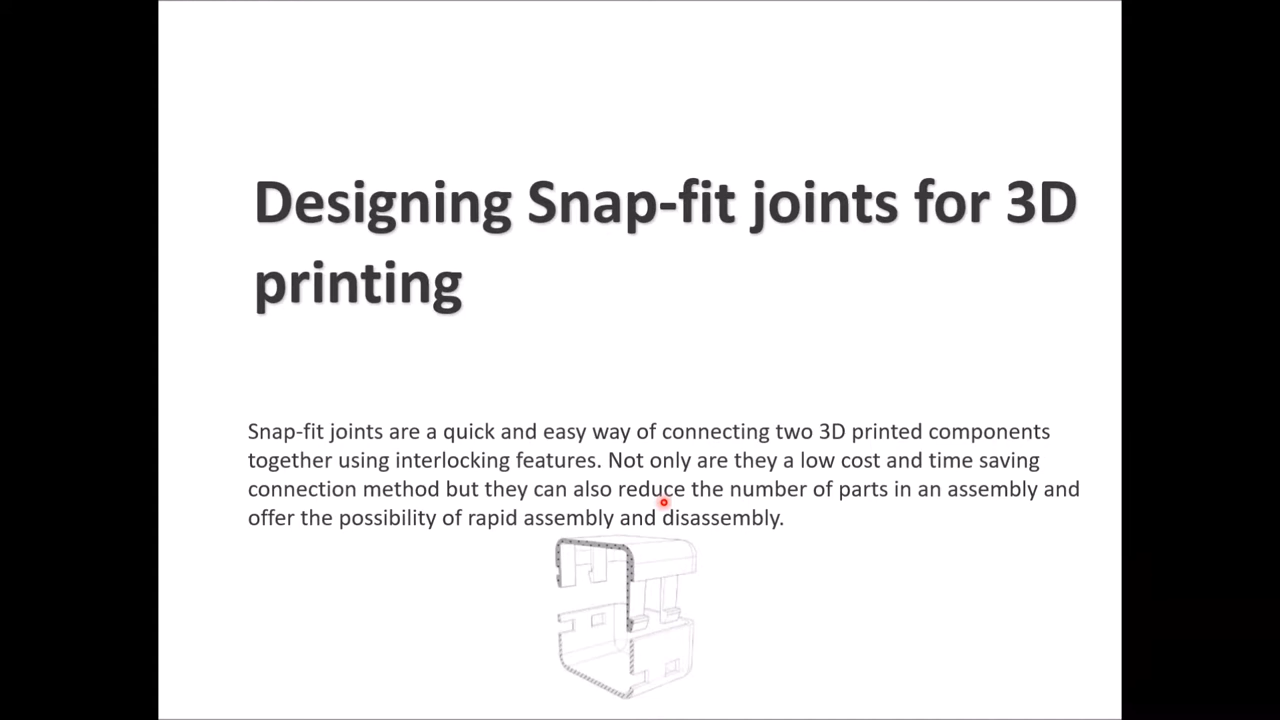 Designing Snap-fit joints for 3D
printing
Snap-fit joints are a quick and easy way of connecting two 3D printed components
together using interlocking features. Not only are they a low cost and time saving
connection method but they can also reduce the number of parts in an assembly and
offer the possibility of rapid assembly and disassembly.